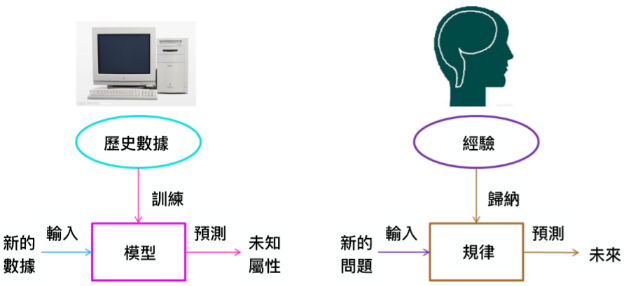 歷史數據
訓練
新的
數據
輸入
模型
預測
未知
屬性
經驗
歸納
新的
問題
輸入
規律
預測
未來